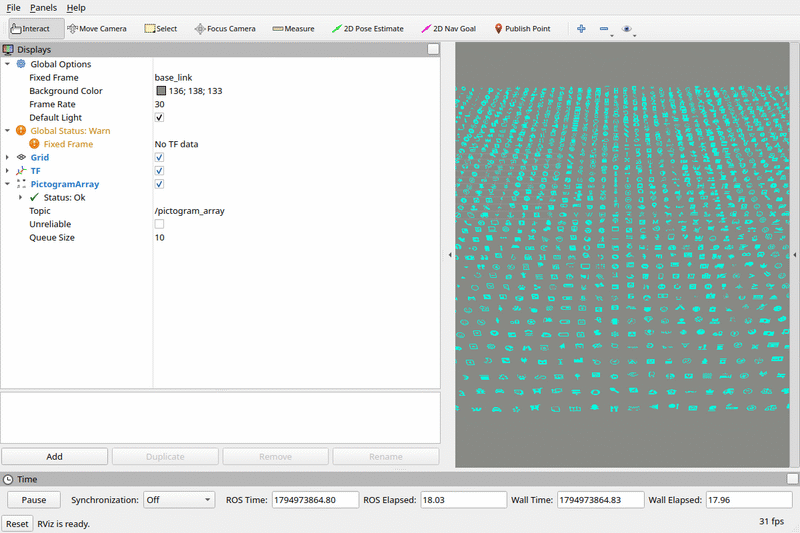 File Panels Help
Interact Move Camera Select Focus Camera Measure 2D Pose Estimate 2D Nav Goal Publish Point
Displays
Global Options
Fixed Frame base_link
Background Color 136; 138; 133
Frame Rate 30
Default Light
Global Status: Warn
Fixed Frame No TF data
Grid
TF
PictogramArray
Status: Ok
Topic /pictogram_array
Unreliable
Queue Size 10
Add Duplicate Remove Rename
Time
Pause Synchronization: Off ROS Time: 1794973864.80 ROS Elapsed: 18.03 Wall Time: 1794973864.83 Wall Elapsed: 17.96
Reset RViz is ready. 31 fps